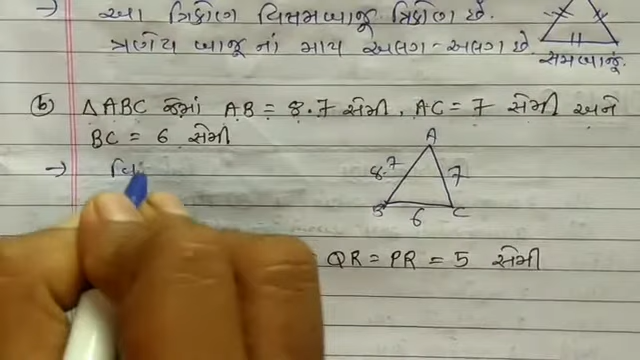 →) આ ત્રિકોણ વિસમબાજુ ત્રિકોણ છે.
ત્રણેય બાજુ નાં માપ અલગ-અલગ છે.
સમબાજુ
(b) △ABC જેમાં AB = 8.7 સેમી, AC = 7 સેમી અને
BC = 6 સેમી
→) વિ
A
8.7 7
B 6 C
QR = PR = 5 સેમી